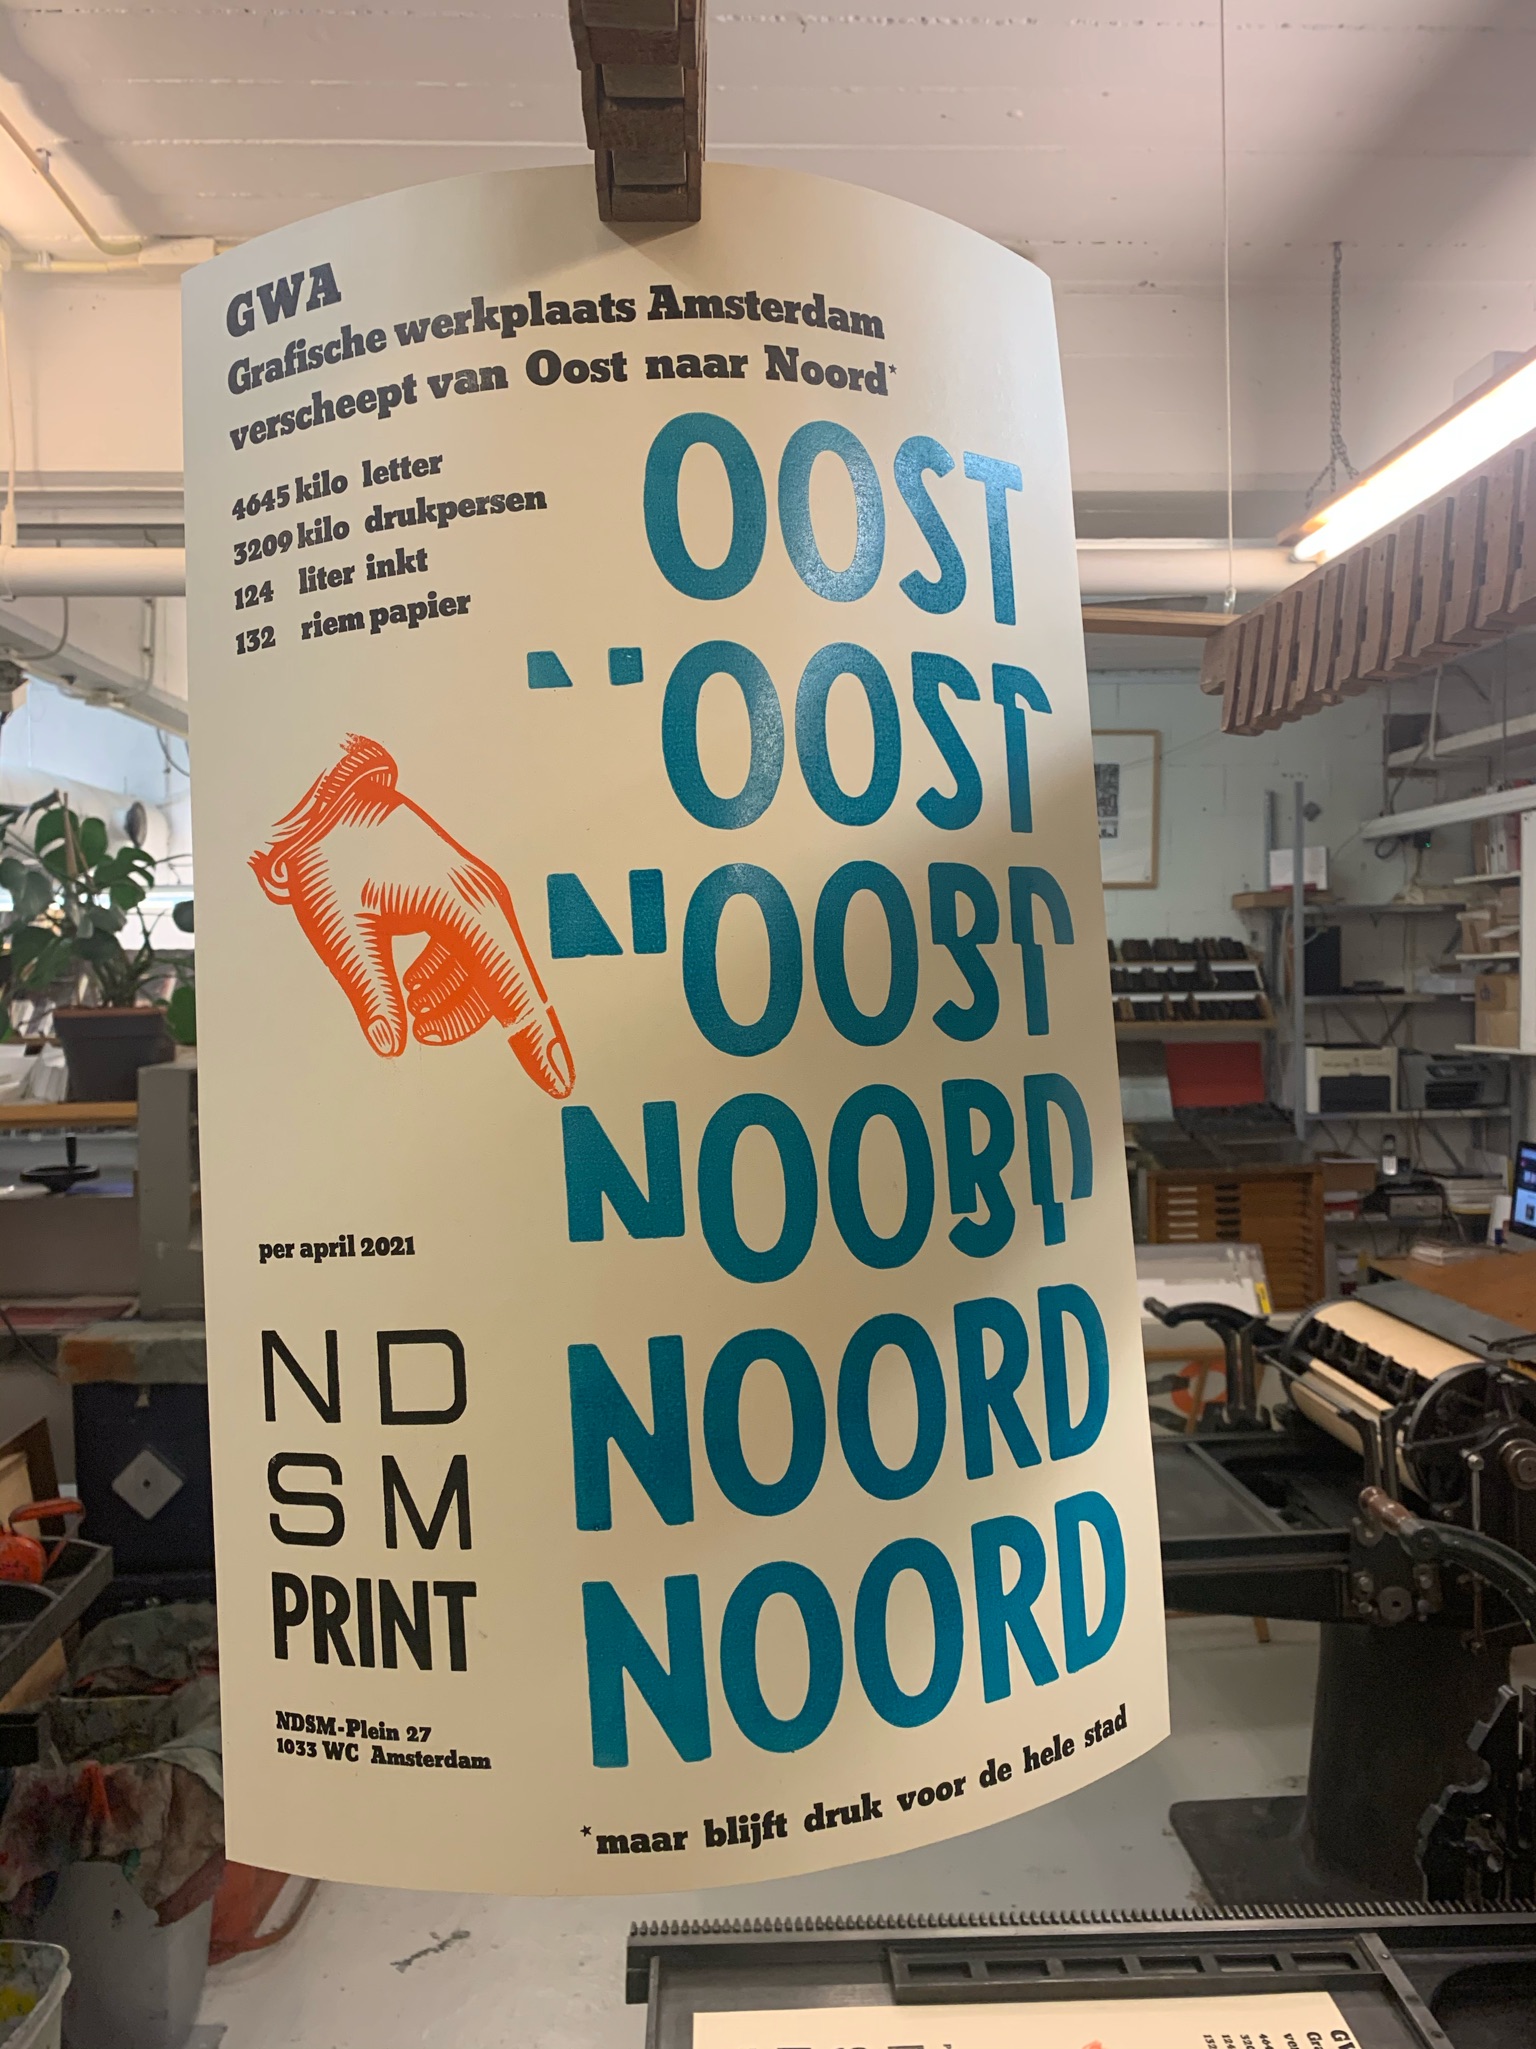 GWA
Grafische werkplaats Amsterdam
verscheept van Oost naar Noord*
4645 kilo letter
3209 kilo drukpersen
124 liter inkt
132 riem papier
OOST
OOST
NOORD
NOORD
per april 2021
ND
SM
PRINT
NDSM-Plein 27
1033 WC Amsterdam
*maar blijft druk voor de hele stad